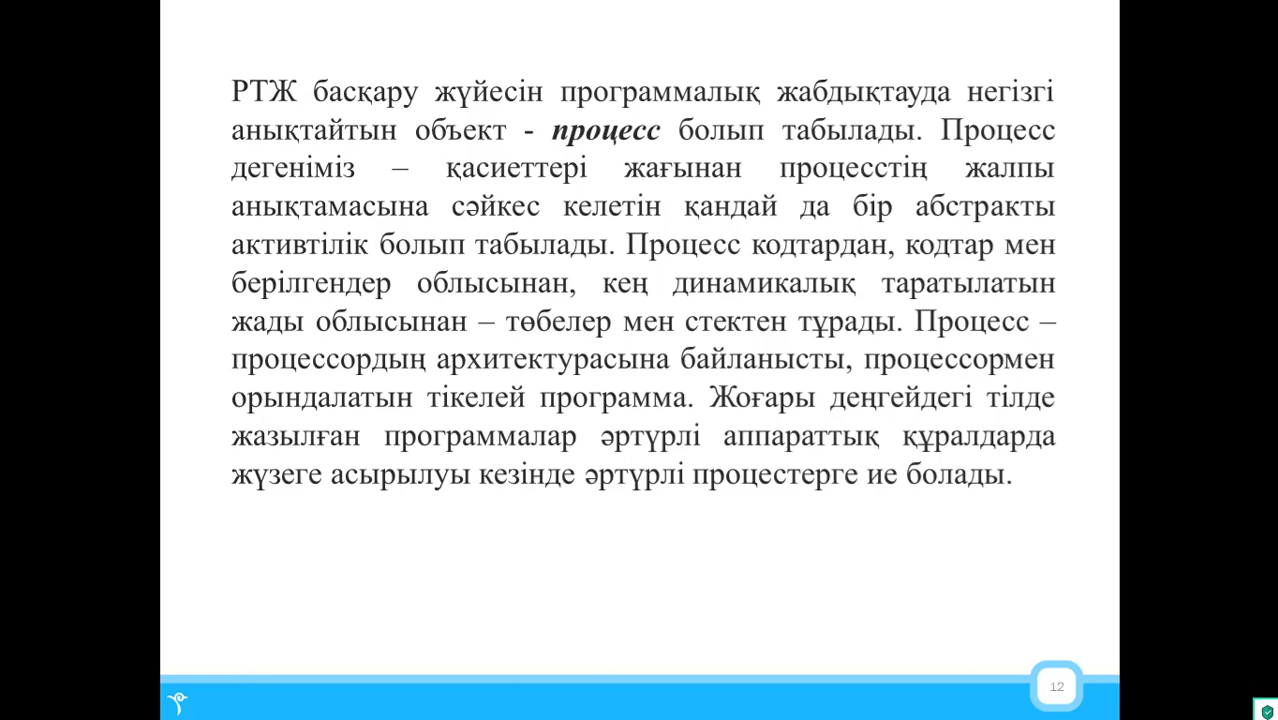 РТЖ басқару жүйесін программалық жабдықтауда негізгі
анықтайтын объект - процесс болып табылады. Процесс
дегеніміз – қасиеттері жағынан процесстің жалпы
анықтамасына сәйкес келетін қандай да бір абстракты
активтілік болып табылады. Процесс кодтардан, кодтар мен
берілгендер облысынан, кең динамикалық таратылатын
жады облысынан – төбелер мен стектен тұрады. Процесс –
процессордың архитектурасына байланысты, процессормен
орындалатын тікелей программа. Жоғары деңгейдегі тілде
жазылған программалар әртүрлі аппараттық құралдарда
жүзеге асырылуы кезінде әртүрлі процестерге ие болады.
12